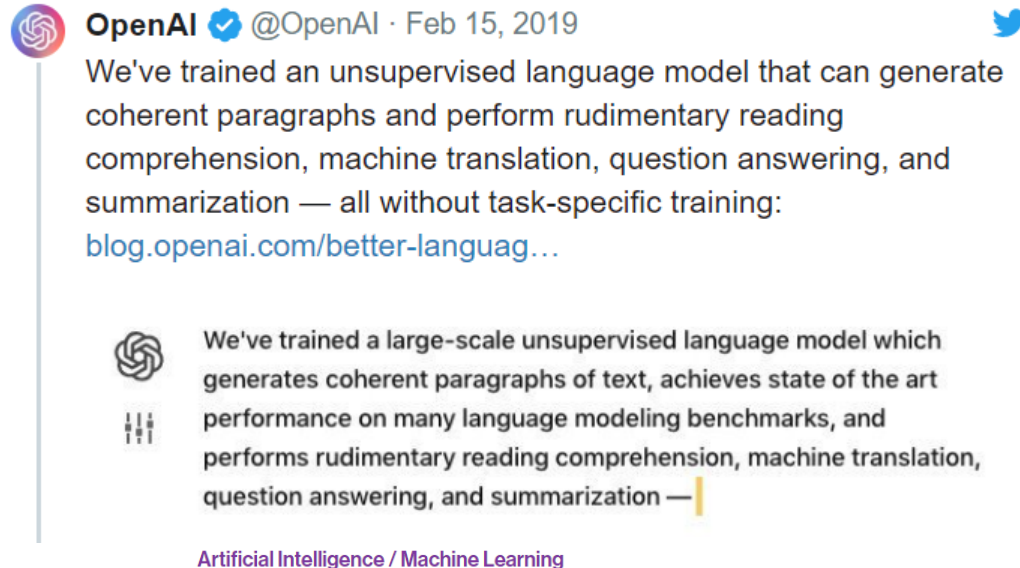 OpenAI @OpenAI · Feb 15, 2019
We've trained an unsupervised language model that can generate
coherent paragraphs and perform rudimentary reading
comprehension, machine translation, question answering, and
summarization — all without task-specific training:
blog.openai.com/better-languag…
We've trained a large-scale unsupervised language model which
generates coherent paragraphs of text, achieves state of the art
performance on many language modeling benchmarks, and
performs rudimentary reading comprehension, machine translation,
question answering, and summarization —
Artificial Intelligence / Machine Learning